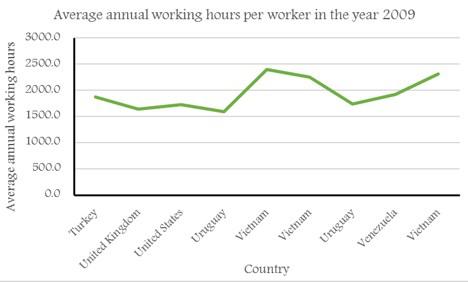 Average annual working hours per worker in the year 2009
Average annual working hours
3000.0
2500.0
2000.0
1500.0
1000.0
500.0
0.0
Turkey
United Kingdom
United States
Uruguay
Vietnam
Vietnam
Uruguay
Venezuela
Vietnam
Country